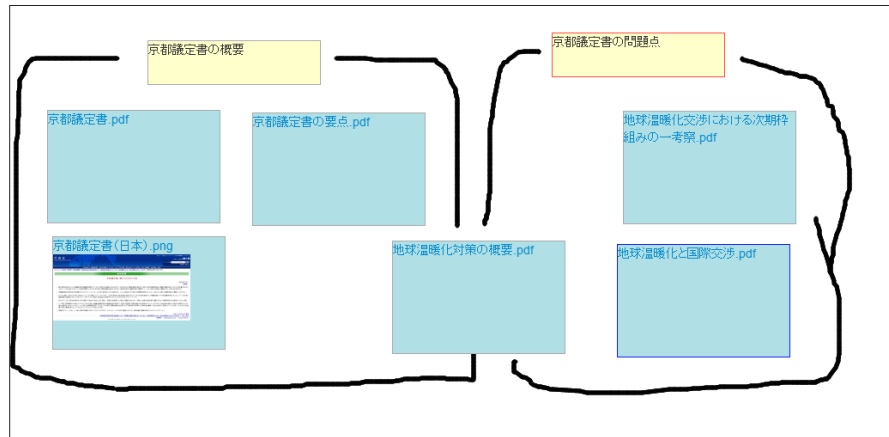 京都議定書の概要
京都議定書の問題点
京都議定書.pdf
京都議定書の要点.pdf
地球温暖化交渉における次期枠
組みの一考察.pdf
京都議定書(日本).png
地球温暖化対策の概要.pdf
地球温暖化と国際交渉.pdf